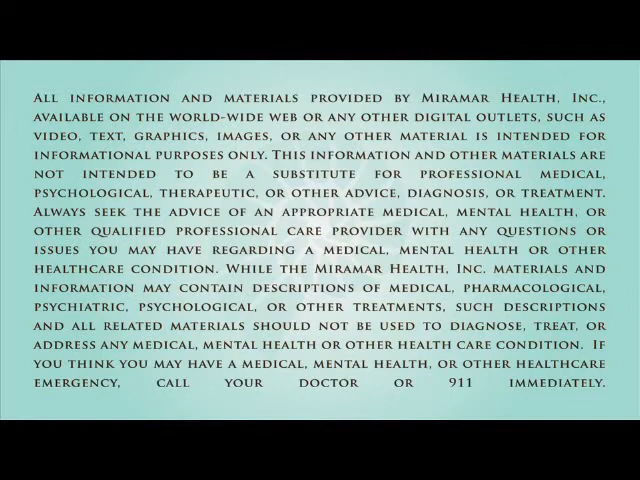 All information and materials provided by Miramar Health, Inc.,
available on the world-wide web or any other digital outlets, such as
video, text, graphics, images, or any other material is intended for
informational purposes only. This information and other materials are
not intended to be a substitute for professional medical,
psychological, therapeutic, or other advice, diagnosis, or treatment.
Always seek the advice of an appropriate medical, mental health, or
other qualified professional care provider with any questions or
issues you may have regarding a medical, mental health or other
healthcare condition. While the Miramar Health, Inc. materials and
information may contain descriptions of medical, pharmacological,
psychiatric, psychological, or other treatments, such descriptions
and all related materials should not be used to diagnose, treat, or
address any medical, mental health or other health care condition. If
you think you may have a medical, mental health, or other healthcare
emergency, call your doctor or 911 immediately.